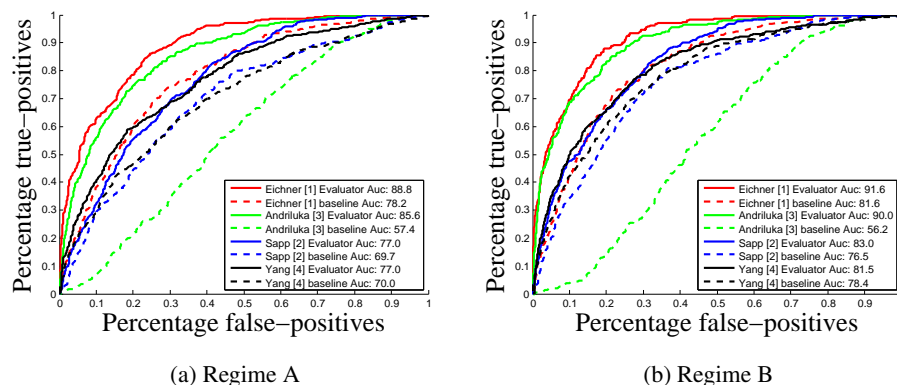 Percentage true−positives
1
0.9
0.8
0.7
0.6
0.5
0.4
0.3
0.2
0.1
0
0 0.1 0.2 0.3 0.4 0.5 0.6 0.7 0.8 0.9 1
Eichner [1] Evaluator Auc: 88.8
Eichner [1] baseline Auc: 78.2
Andriluka [3] Evaluator Auc: 85.6
Andriluka [3] baseline Auc: 57.4
Sapp [2] Evaluator Auc: 77.0
Sapp [2] baseline Auc: 69.7
Yang [4] Evaluator Auc: 77.0
Yang [4] baseline Auc: 70.0
Percentage false−positives
(a) Regime A
Percentage true−positives
1
0.9
0.8
0.7
0.6
0.5
0.4
0.3
0.2
0.1
0
0 0.1 0.2 0.3 0.4 0.5 0.6 0.7 0.8 0.9
Eichner [1] Evaluator Auc: 91.6
Eichner [1] baseline Auc: 81.6
Andriluka [3] Evaluator Auc: 90.0
Andriluka [3] baseline Auc: 56.2
Sapp [2] Evaluator Auc: 83.0
Sapp [2] baseline Auc: 76.5
Yang [4] Evaluator Auc: 81.5
Yang [4] baseline Auc: 78.4
Percentage false−positives
(b) Regime B